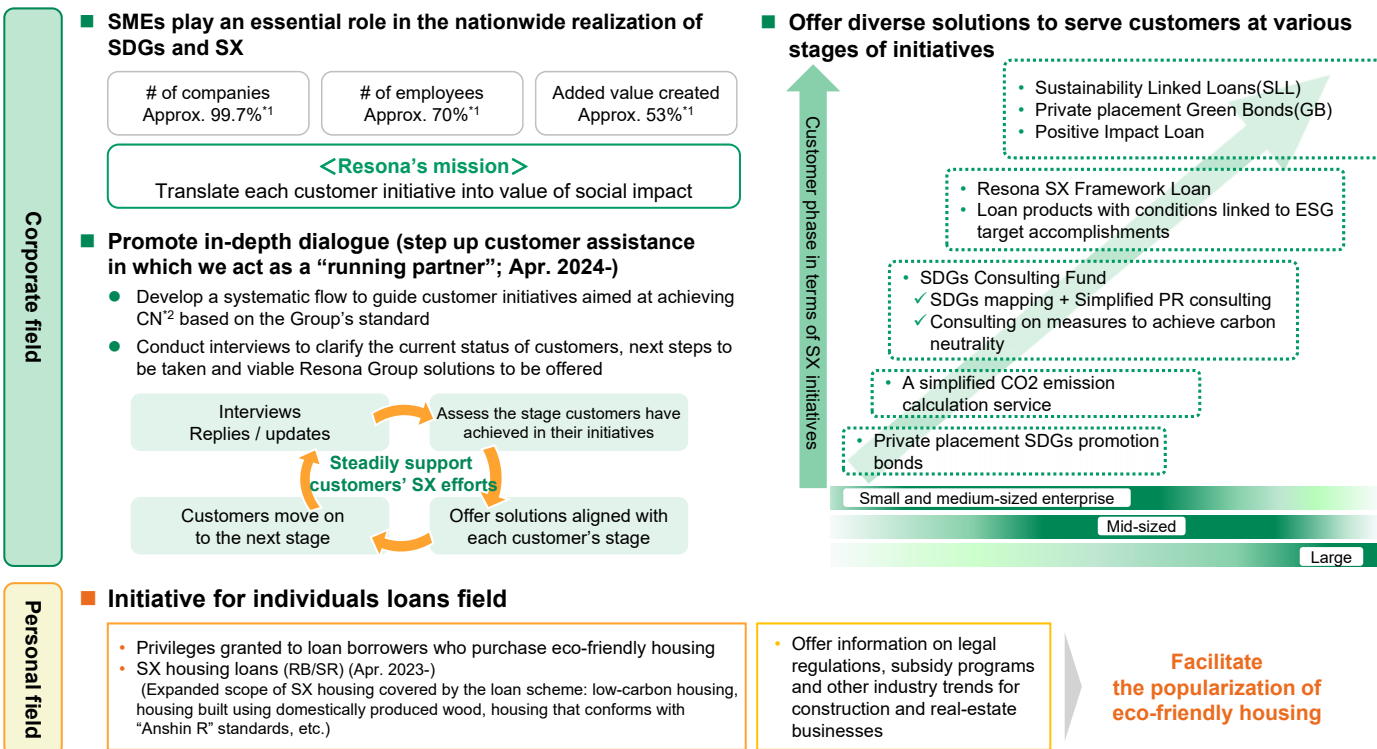 Corporate field
■ SMEs play an essential role in the nationwide realization of
SDGs and SX
# of companies
Approx. 99.7%*1
# of employees
Approx. 70%*1
Added value created
Approx. 53%*1
＜Resona's mission＞
Translate each customer initiative into value of social impact
■ Promote in-depth dialogue (step up customer assistance
in which we act as a “running partner”; Apr. 2024-)
● Develop a systematic flow to guide customer initiatives aimed at achieving
CN*2 based on the Group's standard
● Conduct interviews to clarify the current status of customers, next steps to
be taken and viable Resona Group solutions to be offered
Interviews
Replies / updates
Assess the stage customers have
achieved in their initiatives
Steadily support
customers' SX efforts
Customers move on
to the next stage
Offer solutions aligned with
each customer's stage
■ Offer diverse solutions to serve customers at various
stages of initiatives
Customer phase in terms of SX initiatives
• Sustainability Linked Loans(SLL)
• Private placement Green Bonds(GB)
• Positive Impact Loan
• Resona SX Framework Loan
• Loan products with conditions linked to ESG
target accomplishments
• SDGs Consulting Fund
✓ SDGs mapping + Simplified PR consulting
✓ Consulting on measures to achieve carbon
neutrality
• A simplified CO2 emission
calculation service
• Private placement SDGs promotion
bonds
Small and medium-sized enterprise
Mid-sized
Large
Personal field
■ Initiative for individuals loans field
• Privileges granted to loan borrowers who purchase eco-friendly housing
• SX housing loans (RB/SR) (Apr. 2023-)
(Expanded scope of SX housing covered by the loan scheme: low-carbon housing,
housing built using domestically produced wood, housing that conforms with
“Anshin R” standards, etc.)
• Offer information on legal
regulations, subsidy programs
and other industry trends for
construction and real-estate
businesses
Facilitate
the popularization of
eco-friendly housing